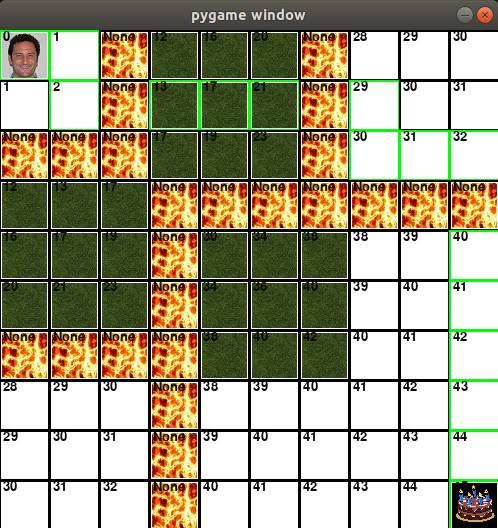 pygame window
0 1 None 12 16 20 None 28 29 30
1 2 None 13 17 21 None 29 30 31
None None None 17 19 23 None 30 31 32
12 13 17 None None None None None None None
16 17 19 None 30 34 38 38 39 40
20 21 23 None 34 36 40 39 40 41
None None None None 38 40 42 40 41 42
28 29 30 None 38 39 40 41 42 43
29 30 31 None 39 40 41 42 43 44
30 31 32 None 40 41 42 43 44